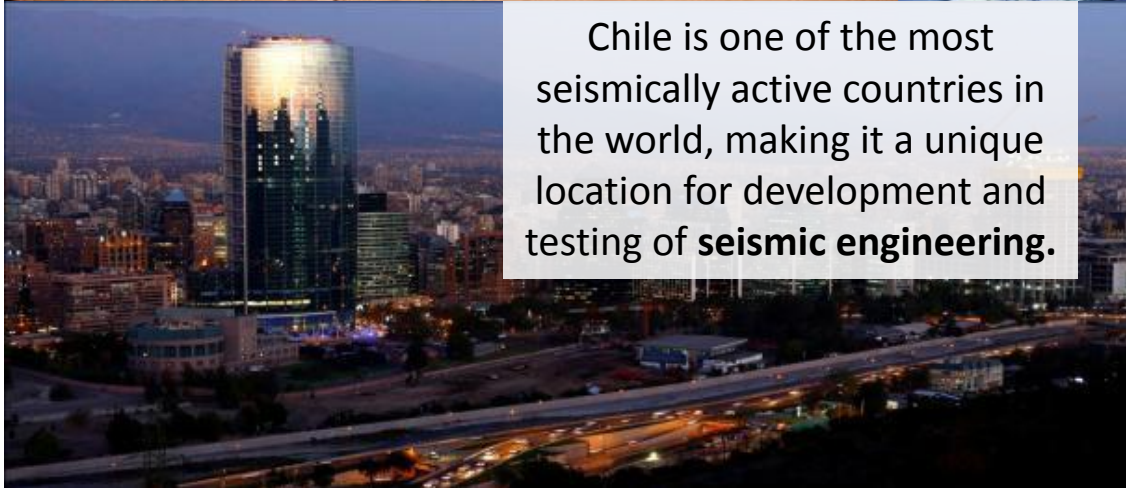 Chile is one of the most
seismically active countries in
the world, making it a unique
location for development and
testing of seismic engineering.